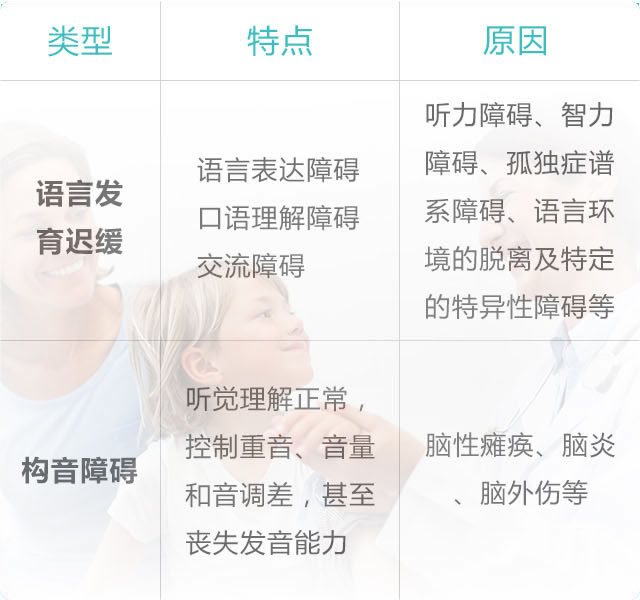 类型
特点
原因
语言发
育迟缓
语言表达障碍
口语理解障碍
交流障碍
听力障碍、智力
障碍、孤独症谱
系障碍、语言环
境的脱离及特定
的特异性障碍等
构音障碍
听觉理解正常，
控制重音、音量
和音调差，甚至
丧失发音能力
脑性瘫痪、脑炎
、脑外伤等